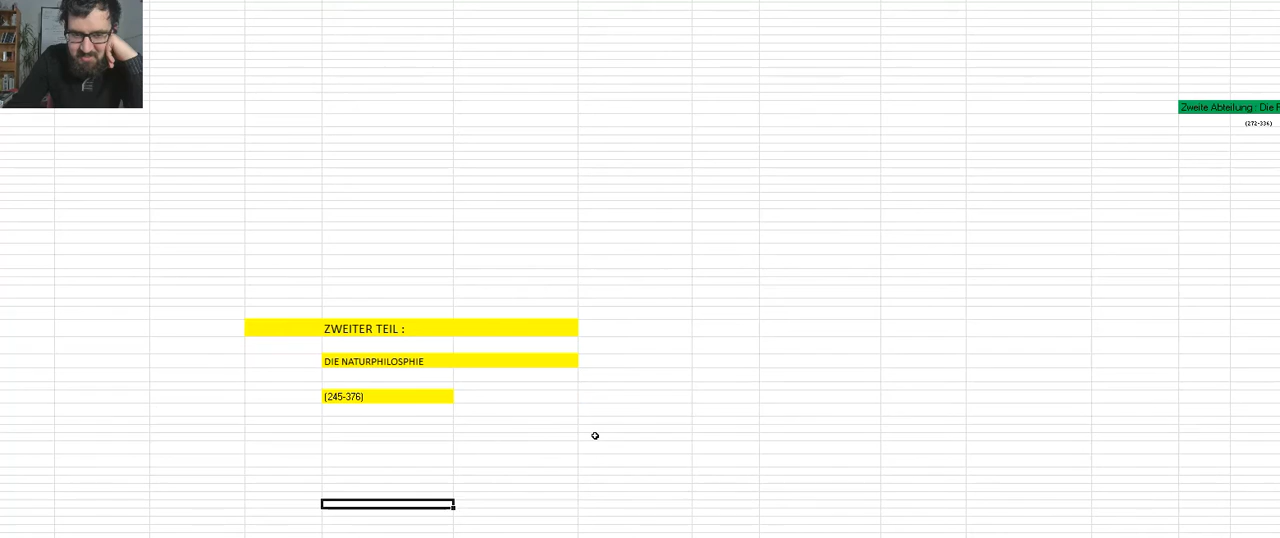 Zweite Abteilung : Die
(272-336)
ZWEITER TEIL :
DIE NATURPHILOSPHIE
(245-376)